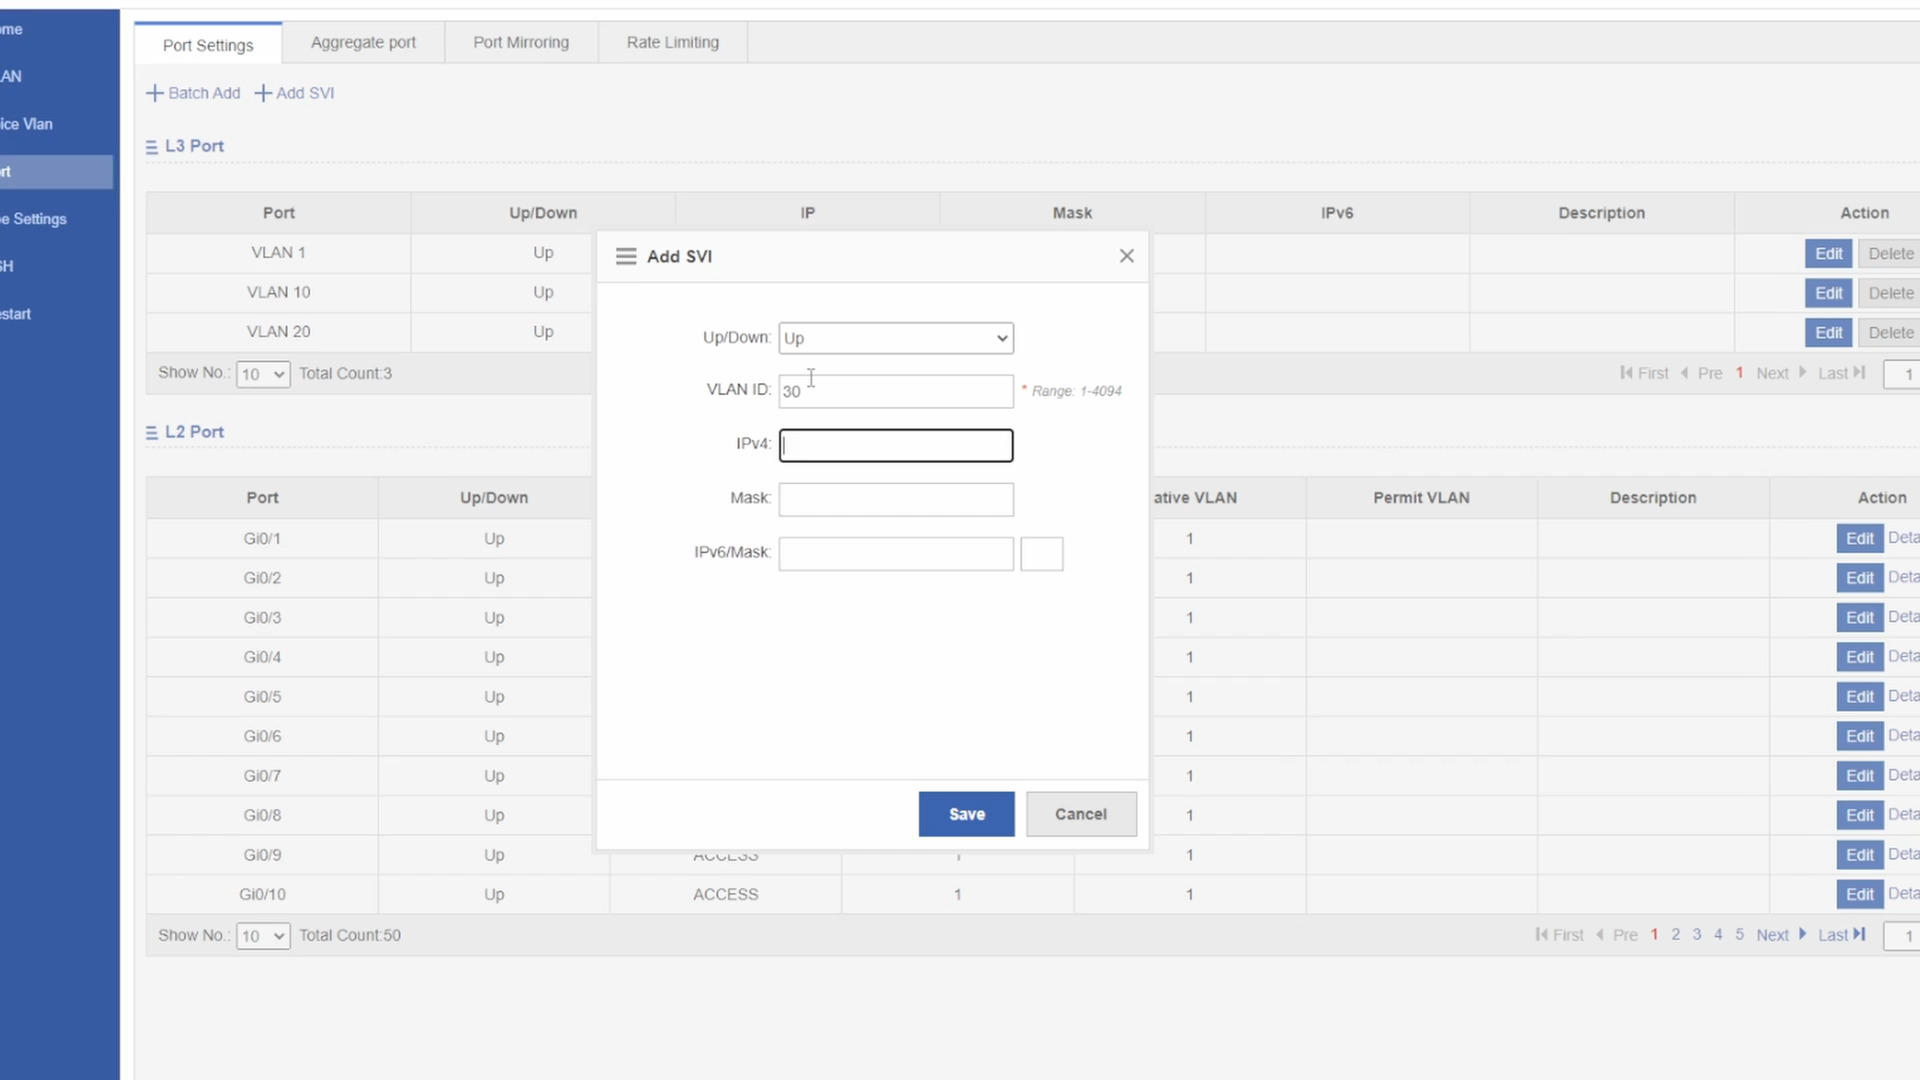 ome
LAN
ice Vlan
rt
e Settings
SH
estart
Port Settings
Aggregate port
Port Mirroring
Rate Limiting
Batch Add
Add SVI
L3 Port
Port Up/Down IP Mask IPv6 Description Action
VLAN 1 Up Edit Delete
VLAN 10 Up Edit Delete
VLAN 20 Up Edit Delete
Show No.: 10 Total Count:3 First Pre 1 Next Last 1
Add SVI
Up/Down: Up
VLAN ID: 30 * Range: 1-4094
IPv4:
Mask:
IPv6/Mask:
Save Cancel
L2 Port
Port Up/Down ative VLAN Permit VLAN Description Action
Gi0/1 Up 1 Edit Deta
Gi0/2 Up 1 Edit Deta
Gi0/3 Up 1 Edit Deta
Gi0/4 Up 1 Edit Deta
Gi0/5 Up 1 Edit Deta
Gi0/6 Up 1 Edit Deta
Gi0/7 Up 1 Edit Deta
Gi0/8 Up 1 Edit Deta
Gi0/9 Up ACCESS 1 1 Edit Deta
Gi0/10 Up ACCESS 1 1 Edit Deta
Show No.: 10 Total Count:50 First Pre 1 2 3 4 5 Next Last 1